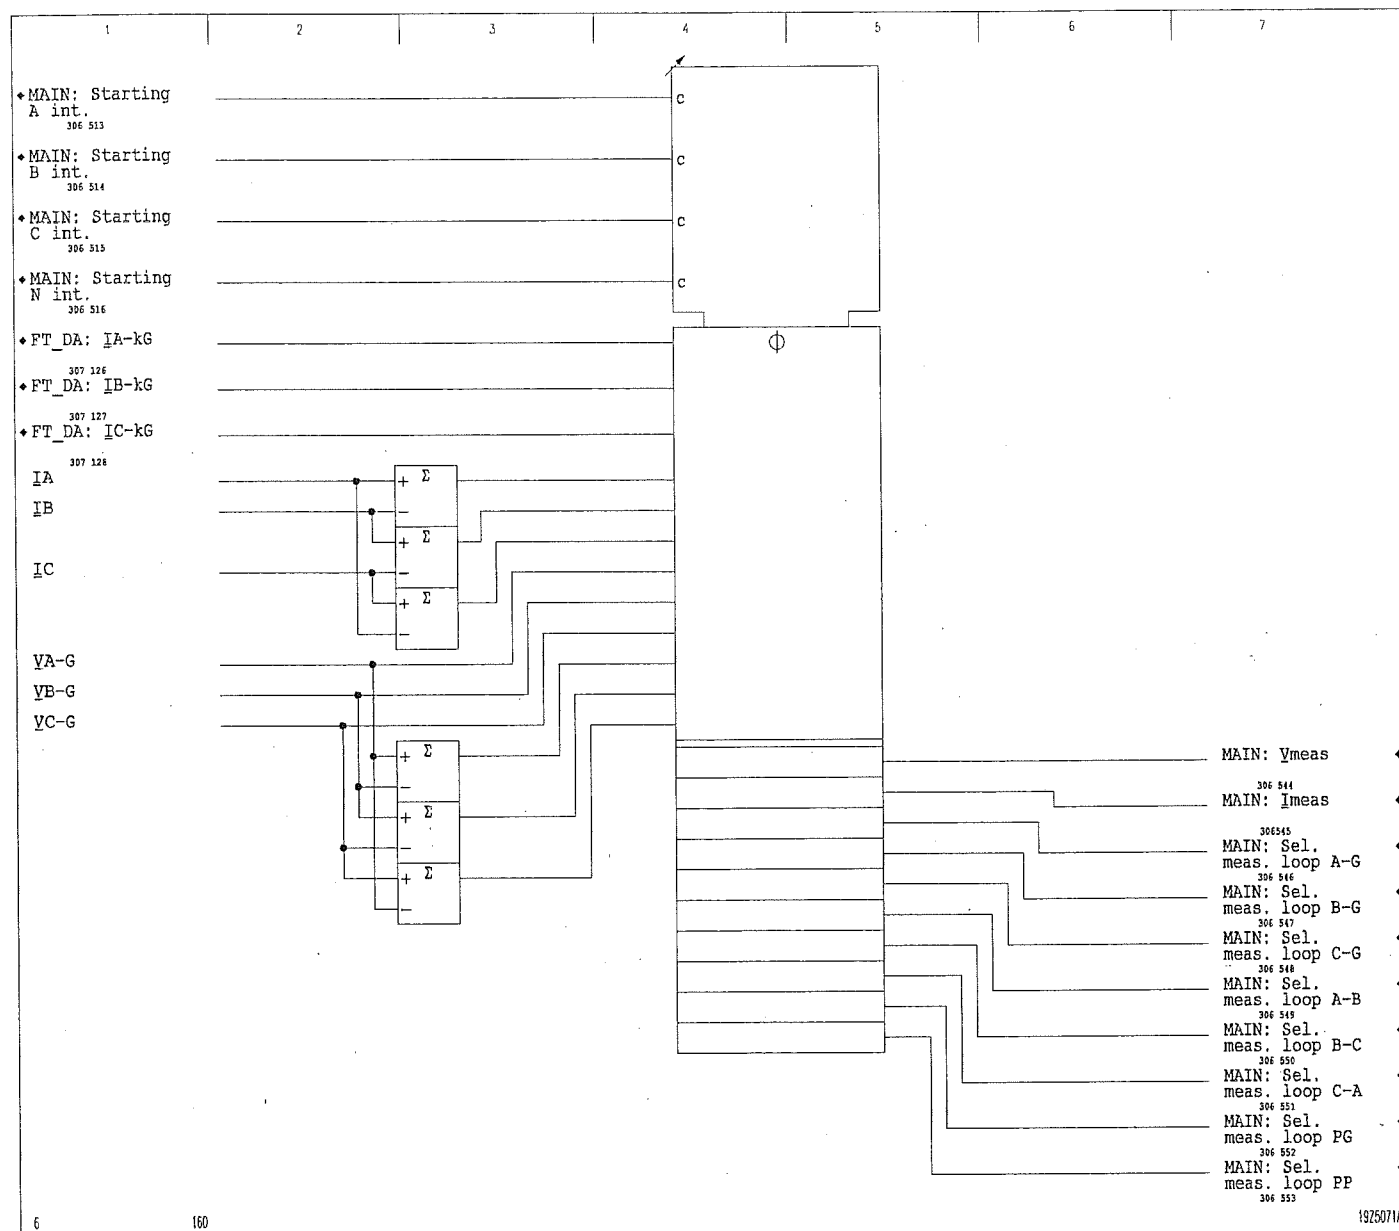 1 2 3 4 5 6 7
MAIN: Starting
A int.
306 513
MAIN: Starting
B int.
306 514
MAIN: Starting
C int.
306 515
MAIN: Starting
N int.
306 516
FT_DA: IA-kG
307 126
FT_DA: IB-kG
307 127
FT_DA: IC-kG
307 128
IA
IB
IC
VA-G
VB-G
VC-G
C
C
C
C
+ Σ
−
+ Σ
−
+ Σ
−
+ Σ
−
+ Σ
−
+ Σ
−
MAIN: Vmeas
306 544
MAIN: Imeas
306545
MAIN: Sel.
meas. loop A-G
306 546
MAIN: Sel.
meas. loop B-G
306 547
MAIN: Sel.
meas. loop C-G
306 548
MAIN: Sel.
meas. loop A-B
306 549
MAIN: Sel.
meas. loop B-C
306 550
MAIN: Sel.
meas. loop C-A
306 551
MAIN: Sel.
meas. loop PG
306 552
MAIN: Sel.
meas. loop PP
306 553
6 160